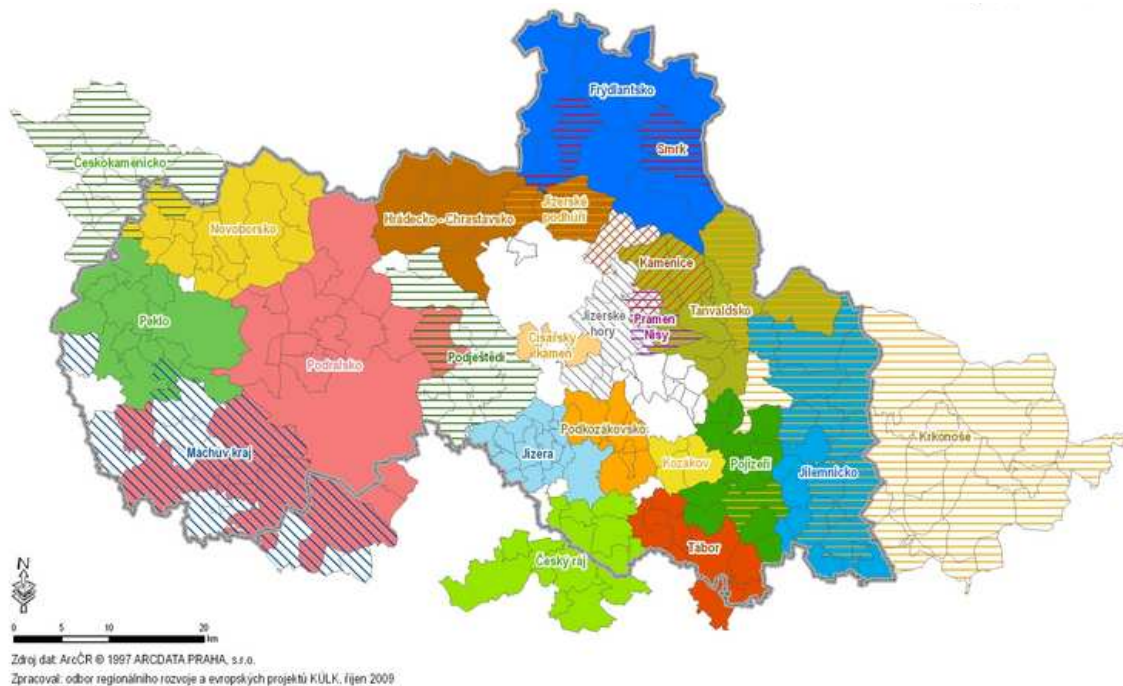 Frýdlantsko
Smrk
Českokamenicko
Hrádecko - Chrastavsko
Jizerské
podhůří
Novoborsko
Kamenice
Tanvaldsko
Pramen
Nisy
Jizerské
hory
Peklo
Císařský
kámen
Podještědí
Podralsko
Podkozákovsko
Krkonoše
Máchův kraj
Jizera
Kozákov
Pojizeří
Jilemnicko
Tábor
Český ráj
N
0 5 10 20
km
Zdroj dat: ArcČR © 1997 ARCDATA PRAHA, s.r.o.
Zpracoval: odbor regionálního rozvoje a evropských projektů KÚLK, říjen 2009